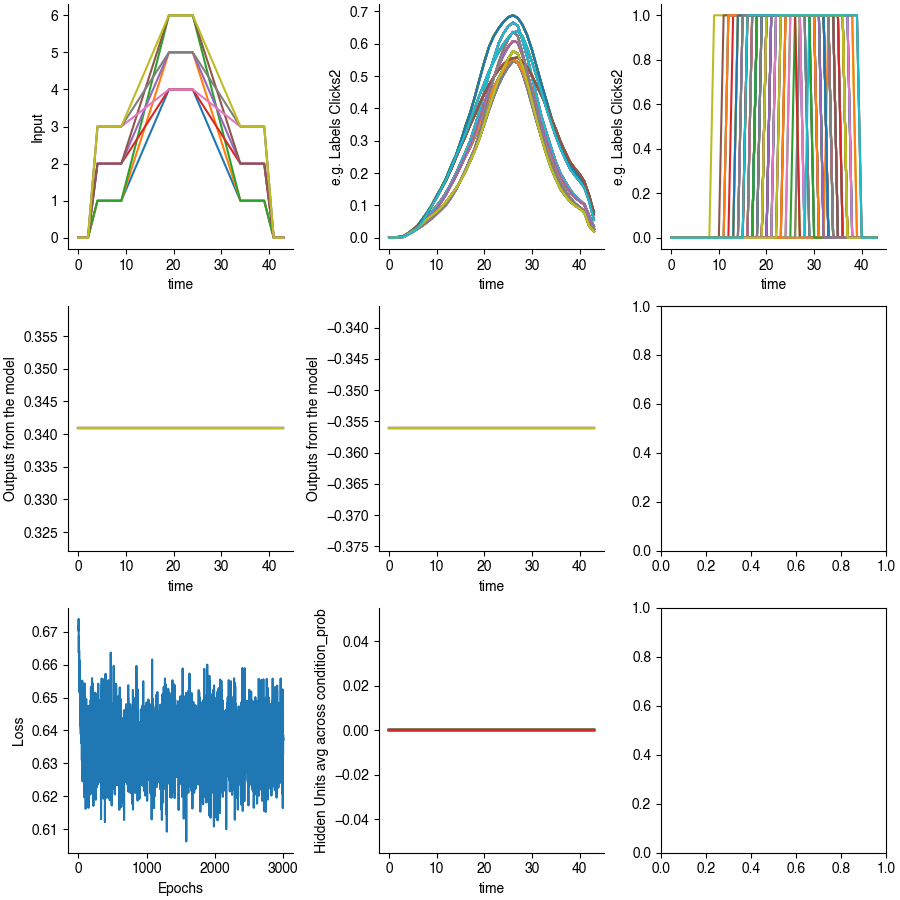 Input
6
5
4
3
2
1
0
0 10 20 30 40
time
e.g. Labels Clicks2
0.7
0.6
0.5
0.4
0.3
0.2
0.1
0.0
0 10 20 30 40
time
e.g. Labels Clicks2
1.0
0.8
0.6
0.4
0.2
0.0
0 10 20 30 40
time
Outputs from the model
0.355
0.350
0.345
0.340
0.335
0.330
0.325
0 10 20 30 40
time
Outputs from the model
−0.340
−0.345
−0.350
−0.355
−0.360
−0.365
−0.370
−0.375
0 10 20 30 40
time
1.0
0.8
0.6
0.4
0.2
0.0
0.0 0.2 0.4 0.6 0.8 1.0
Loss
0.67
0.66
0.65
0.64
0.63
0.62
0.61
0 1000 2000 3000
Epochs
Hidden Units avg across condition_prob
0.04
0.02
0.00
−0.02
−0.04
0 10 20 30 40
time
1.0
0.8
0.6
0.4
0.2
0.0
0.0 0.2 0.4 0.6 0.8 1.0